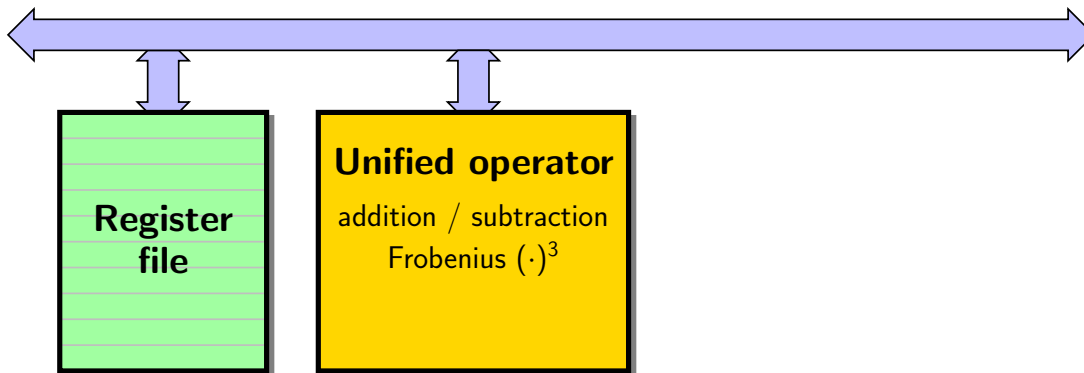 Register
file
Unified operator
addition / subtraction
Frobenius (·)³